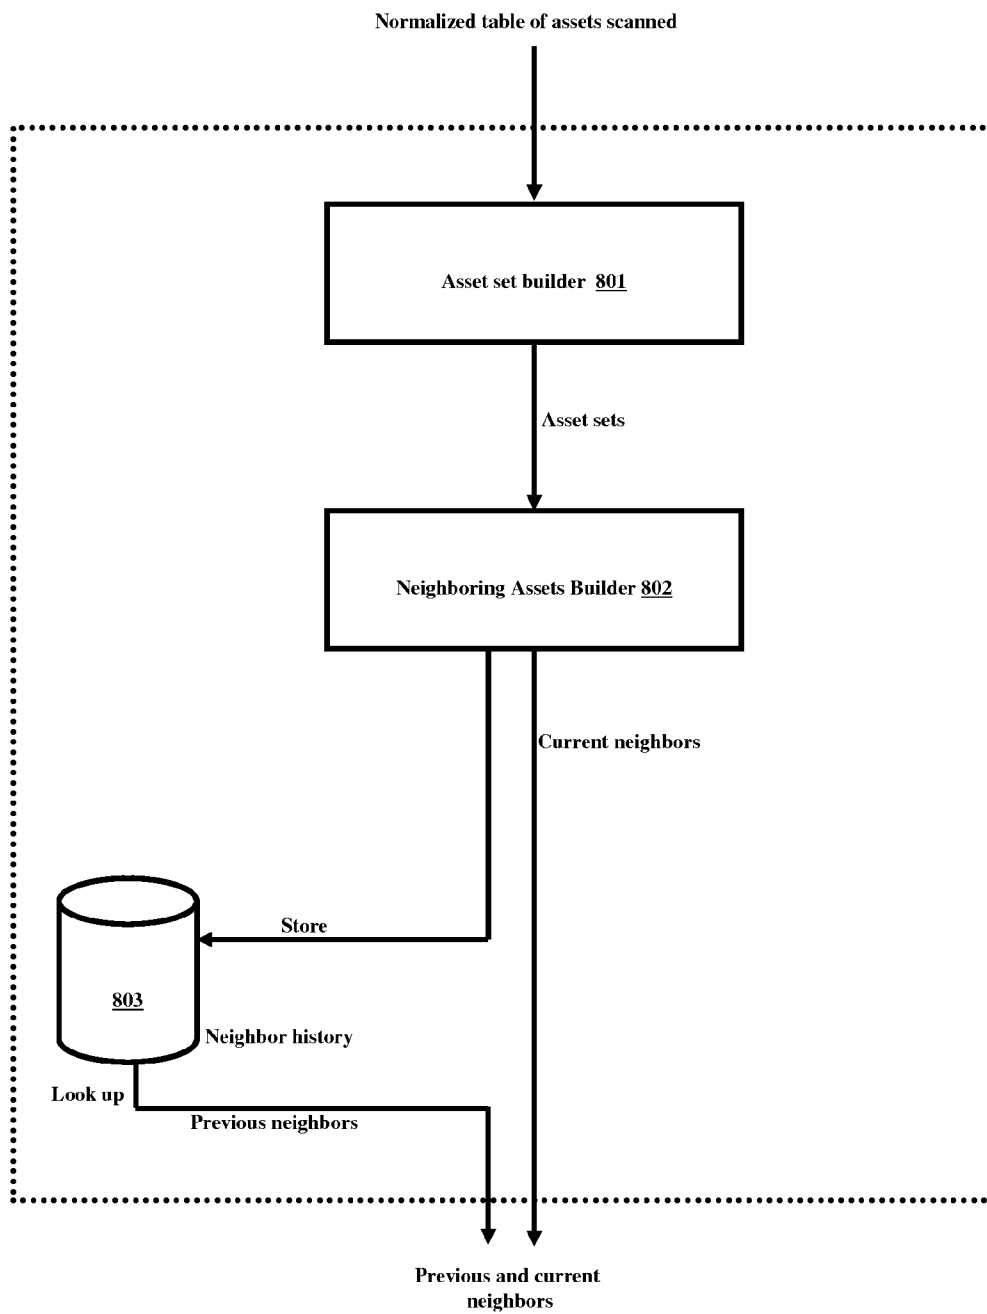 Normalized table of assets scanned
Asset set builder 801
Asset sets
Neighboring Assets Builder 802
Current neighbors
Store
803
Neighbor history
Look up
Previous neighbors
Previous and current
neighbors